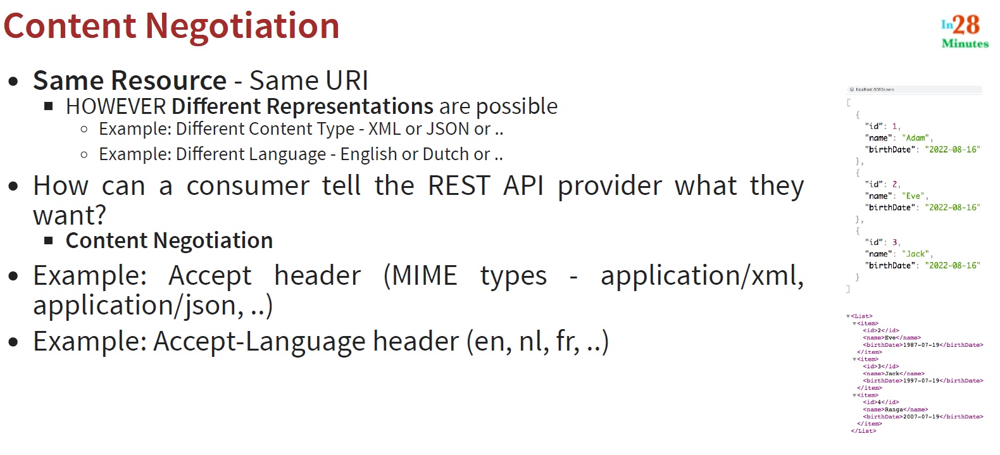 Content Negotiation
In28
Minutes
Same Resource - Same URI
HOWEVER Different Representations are possible
Example: Different Content Type - XML or JSON or ..
Example: Different Language - English or Dutch or ..
How can a consumer tell the REST API provider what they
want?
Content Negotiation
Example: Accept header (MIME types - application/xml,
application/json, ..)
Example: Accept-Language header (en, nl, fr, ..)
localhost:8080/users
[
{
"id": 1,
"name": "Adam",
"birthDate": "2022-08-16"
},
{
"id": 2,
"name": "Eve",
"birthDate": "2022-08-16"
},
{
"id": 3,
"name": "Jack",
"birthDate": "2022-08-16"
}
]
<List>
<item>
<id>2</id>
<name>Eve</name>
<birthDate>1987-07-19</birthDate>
</item>
<item>
<id>3</id>
<name>Jack</name>
<birthDate>1997-07-19</birthDate>
</item>
<item>
<id>4</id>
<name>Ranga</name>
<birthDate>2007-07-19</birthDate>
</item>
</List>